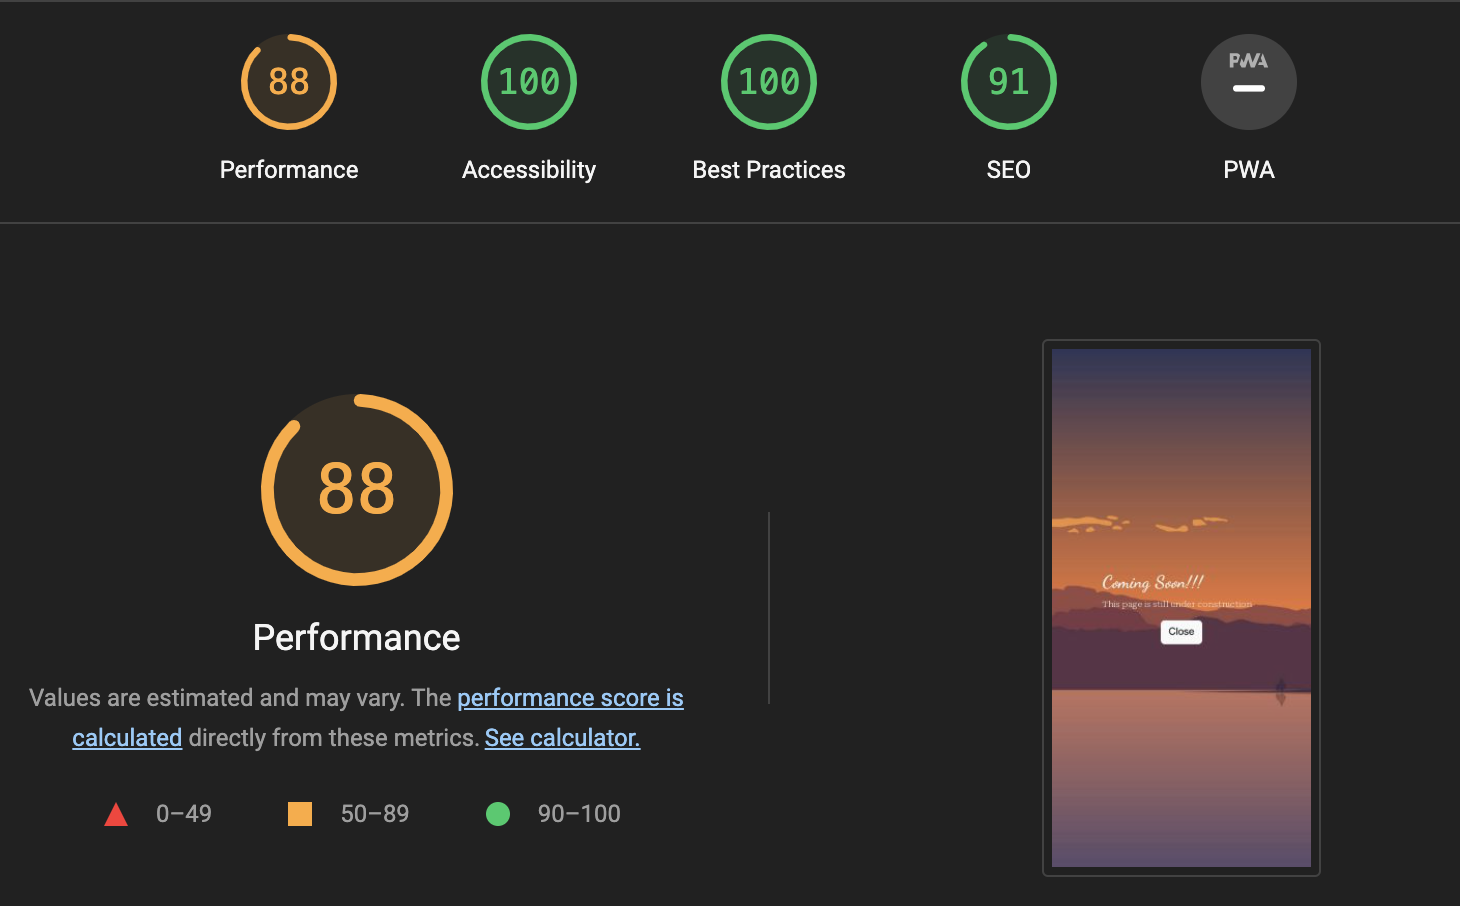 88
100
100
91
PWA
Performance
Accessibility
Best Practices
SEO
PWA
88
Performance
Values are estimated and may vary. The performance score is
calculated directly from these metrics. See calculator.
0–49
50–89
90–100
Coming Soon!!!
This page is still under construction
Close